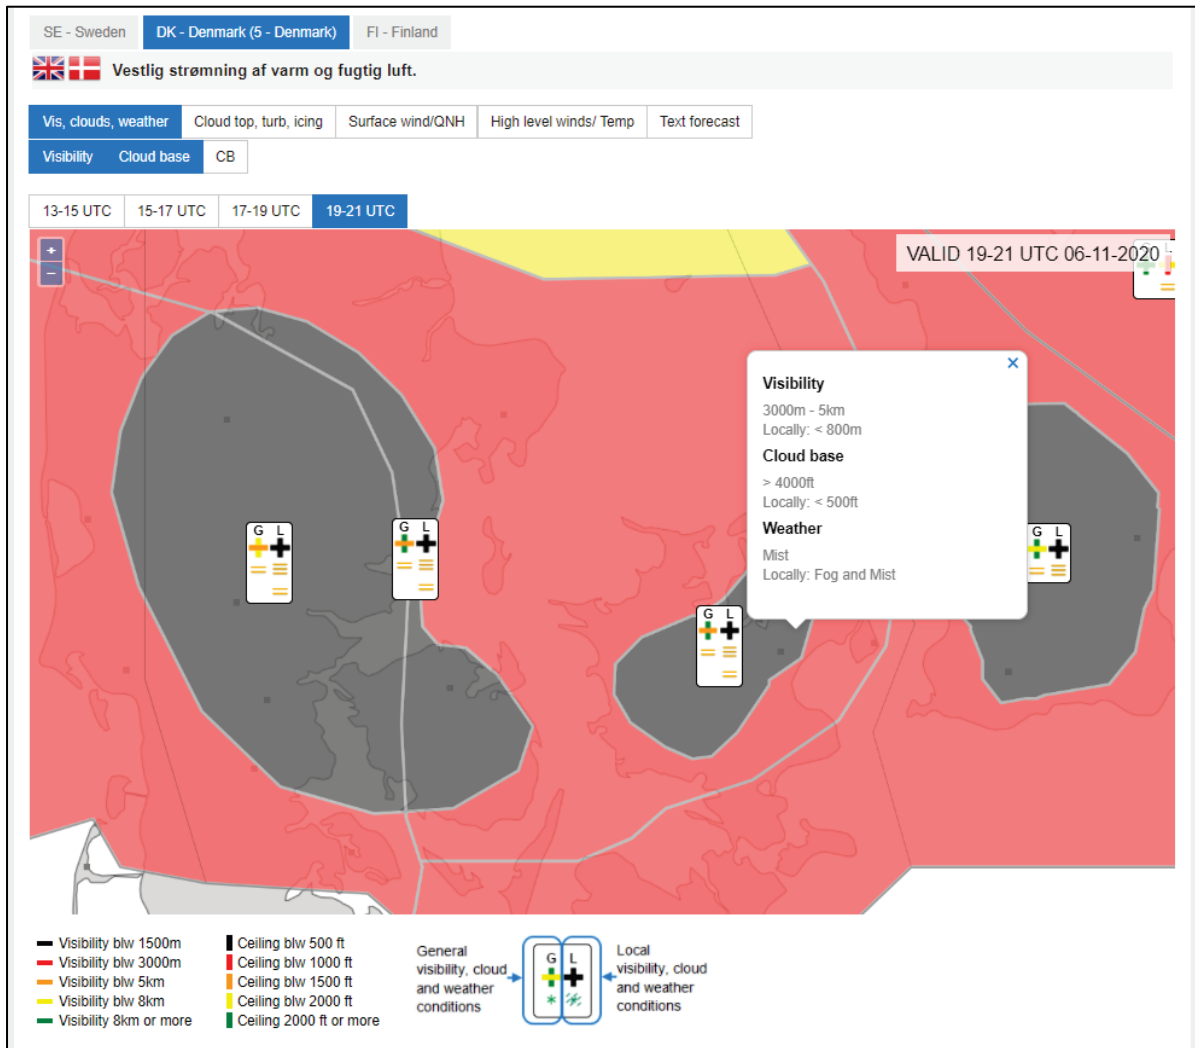 SE - Sweden
DK - Denmark (5 - Denmark)
FI - Finland
Vestlig strømning af varm og fugtig luft.
Vis, clouds, weather
Cloud top, turb, icing
Surface wind/QNH
High level winds/ Temp
Text forecast
Visibility
Cloud base
CB
13-15 UTC
15-17 UTC
17-19 UTC
19-21 UTC
+
−
VALID 19-21 UTC 06-11-2020
G L
Visibility
3000m - 5km
Locally: < 800m
Cloud base
> 4000ft
Locally: < 500ft
Weather
Mist
Locally: Fog and Mist
G L
G L
G L
G L
Visibility blw 1500m
Visibility blw 3000m
Visibility blw 5km
Visibility blw 8km
Visibility 8km or more
Ceiling blw 500 ft
Ceiling blw 1000 ft
Ceiling blw 1500 ft
Ceiling blw 2000 ft
Ceiling 2000 ft or more
General
visibility, cloud
and weather
conditions
G L
Local
visibility, cloud
and weather
conditions